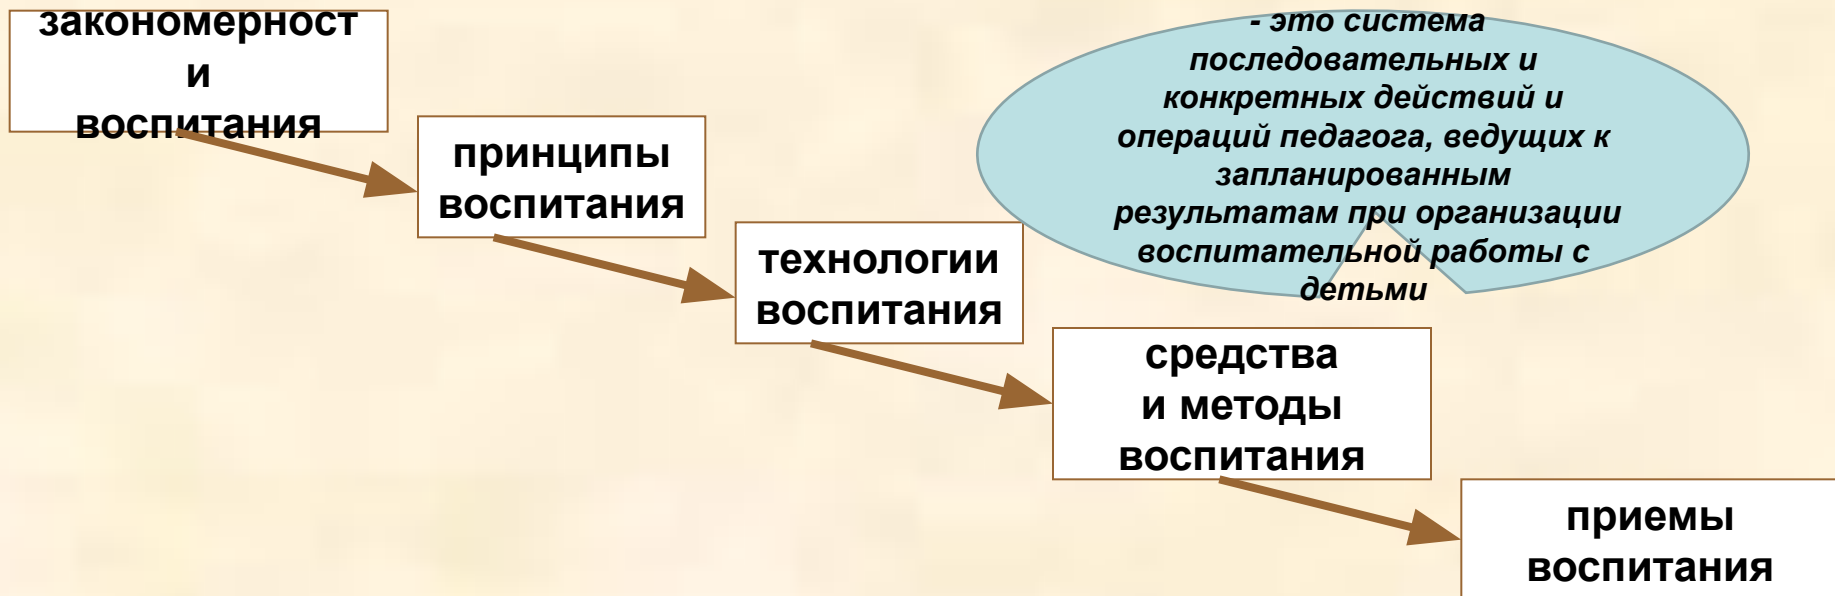 закономерност
и
воспитания
принципы
воспитания
технологии
воспитания
- это система
последовательных и
конкретных действий и
операций педагога, ведущих к
запланированным
результатам при организации
воспитательной работы с
детьми
средства
и методы
воспитания
приемы
воспитания